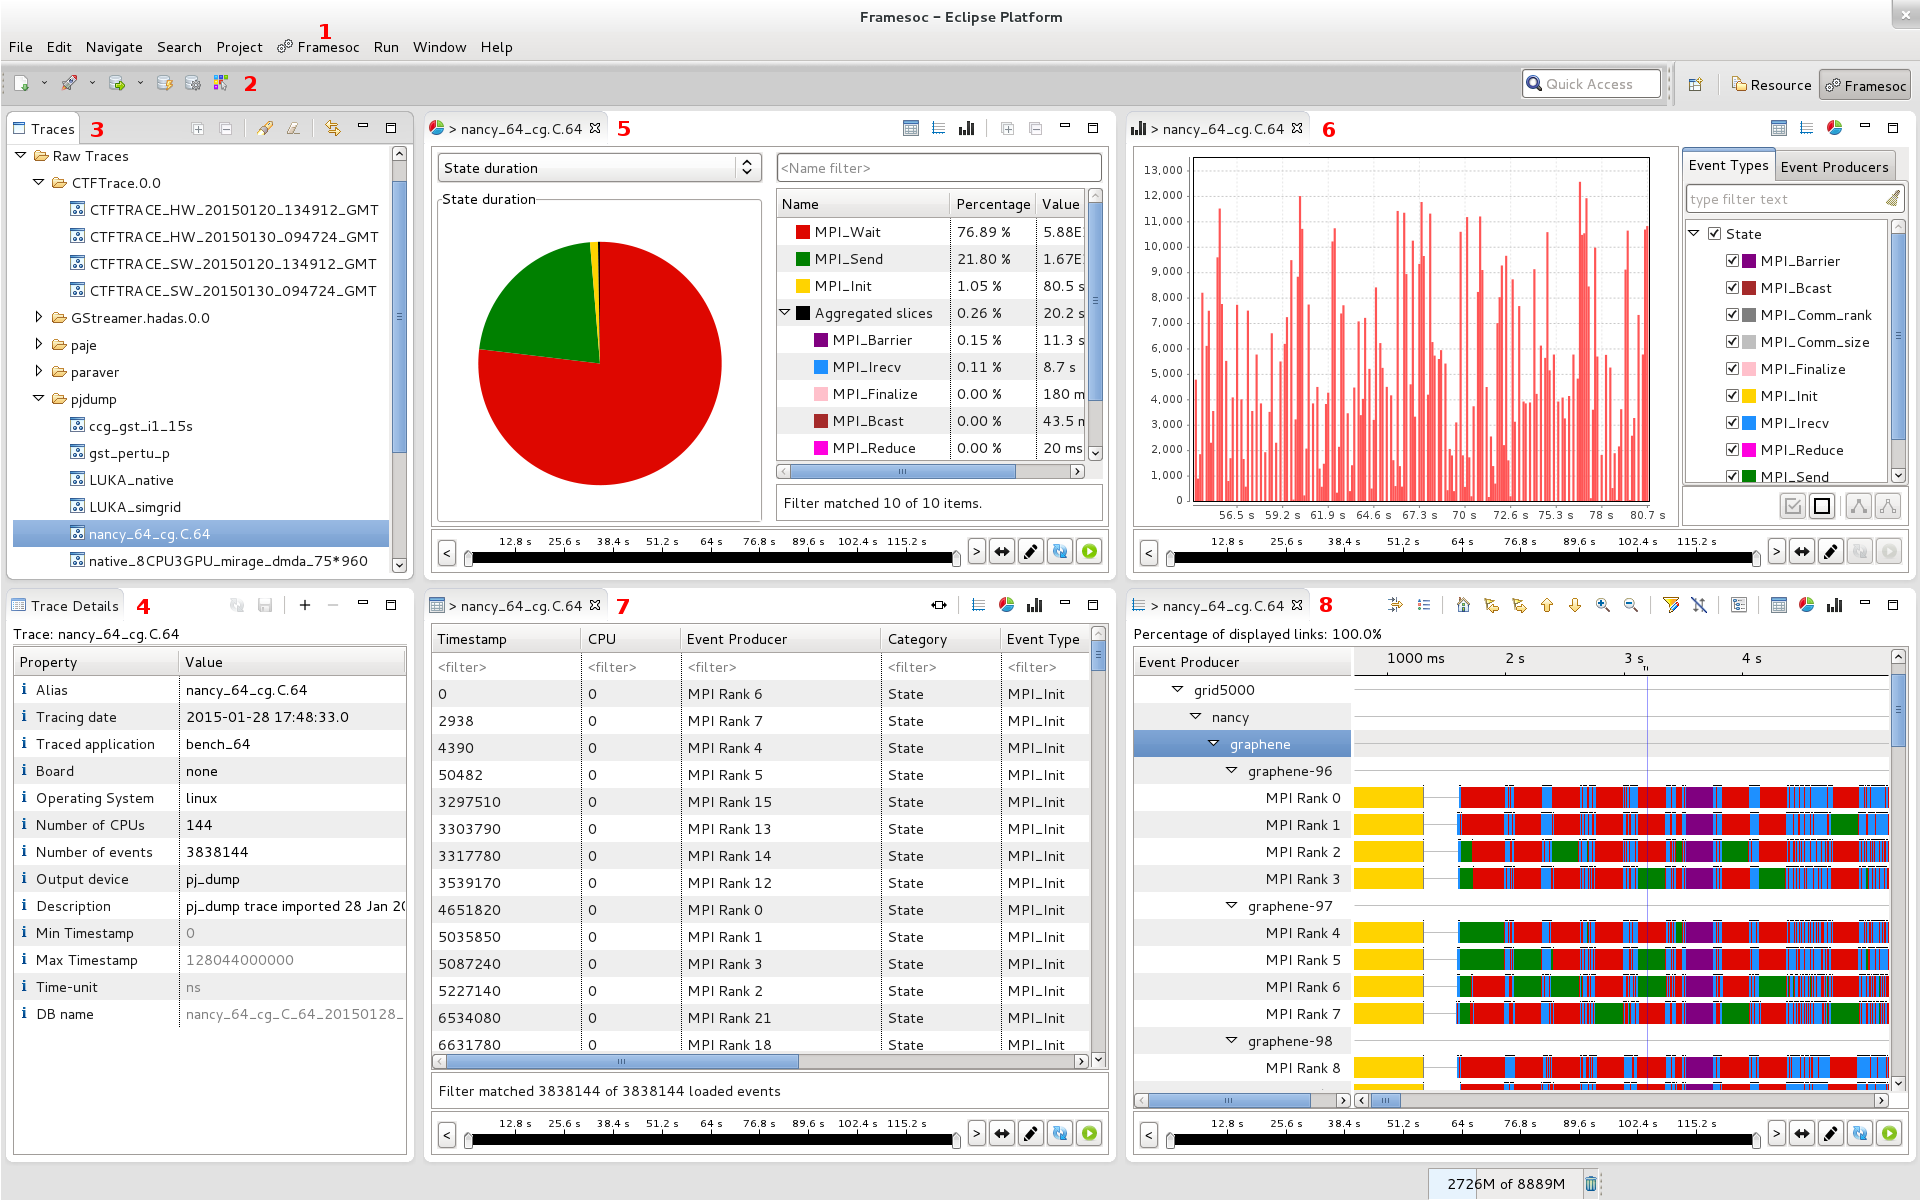 Framesoc - Eclipse Platform
1
File Edit Navigate Search Project Framesoc Run Window Help
2
Quick Access
Resource
Framesoc
Traces 3
Raw Traces
CTFTrace.0.0
CTFTRACE_HW_20150120_134912_GMT
CTFTRACE_HW_20150130_094724_GMT
CTFTRACE_SW_20150120_134912_GMT
CTFTRACE_SW_20150130_094724_GMT
GStreamer.hadas.0.0
paje
paraver
pjdump
ccg_gst_i1_15s
gst_pertu_p
LUKA_native
LUKA_simgrid
nancy_64_cg.C.64
native_8CPU3GPU_mirage_dmda_75*960
> nancy_64_cg.C.64 5
State duration
<Name filter>
State duration
Name Percentage Value
MPI_Wait 76.89 % 5.88E
MPI_Send 21.80 % 1.67E
MPI_Init 1.05 % 80.5 s
Aggregated slices 0.26 % 20.2 s
MPI_Barrier 0.15 % 11.3 s
MPI_Irecv 0.11 % 8.7 s
MPI_Finalize 0.00 % 180 m
MPI_Bcast 0.00 % 43.5 m
MPI_Reduce 0.00 % 20 ms
Filter matched 10 of 10 items.
< 12.8 s 25.6 s 38.4 s 51.2 s 64 s 76.8 s 89.6 s 102.4 s 115.2 s >
> nancy_64_cg.C.64 6
13,000
12,000
11,000
10,000
9,000
8,000
7,000
6,000
5,000
4,000
3,000
2,000
1,000
0
56.5 s 59.2 s 61.9 s 64.6 s 67.3 s 70 s 72.6 s 75.3 s 78 s 80.7 s
Event Types Event Producers
type filter text
State
MPI_Barrier
MPI_Bcast
MPI_Comm_rank
MPI_Comm_size
MPI_Finalize
MPI_Init
MPI_Irecv
MPI_Reduce
MPI_Send
< 12.8 s 25.6 s 38.4 s 51.2 s 64 s 76.8 s 89.6 s 102.4 s 115.2 s >
Trace Details 4
Trace: nancy_64_cg.C.64
Property Value
Alias nancy_64_cg.C.64
Tracing date 2015-01-28 17:48:33.0
Traced application bench_64
Board none
Operating System linux
Number of CPUs 144
Number of events 3838144
Output device pj_dump
Description pj_dump trace imported 28 Jan 20
Min Timestamp 0
Max Timestamp 128044000000
Time-unit ns
DB name nancy_64_cg_C_64_20150128_
> nancy_64_cg.C.64 7
Timestamp CPU Event Producer Category Event Type
<filter> <filter> <filter> <filter> <filter>
0 0 MPI Rank 6 State MPI_Init
2938 0 MPI Rank 7 State MPI_Init
4390 0 MPI Rank 4 State MPI_Init
50482 0 MPI Rank 5 State MPI_Init
3297510 0 MPI Rank 15 State MPI_Init
3303790 0 MPI Rank 13 State MPI_Init
3317780 0 MPI Rank 14 State MPI_Init
3539170 0 MPI Rank 12 State MPI_Init
4651820 0 MPI Rank 0 State MPI_Init
5035850 0 MPI Rank 1 State MPI_Init
5087240 0 MPI Rank 3 State MPI_Init
5227140 0 MPI Rank 2 State MPI_Init
6534080 0 MPI Rank 21 State MPI_Init
6631780 0 MPI Rank 18 State MPI_Init
Filter matched 3838144 of 3838144 loaded events
< 12.8 s 25.6 s 38.4 s 51.2 s 64 s 76.8 s 89.6 s 102.4 s 115.2 s >
> nancy_64_cg.C.64 8
Percentage of displayed links: 100.0%
Event Producer 1000 ms 2 s 3 s 4 s
grid5000
nancy
graphene
graphene-96
MPI Rank 0
MPI Rank 1
MPI Rank 2
MPI Rank 3
graphene-97
MPI Rank 4
MPI Rank 5
MPI Rank 6
MPI Rank 7
graphene-98
MPI Rank 8
< 12.8 s 25.6 s 38.4 s 51.2 s 64 s 76.8 s 89.6 s 102.4 s 115.2 s >
2726M of 8889M